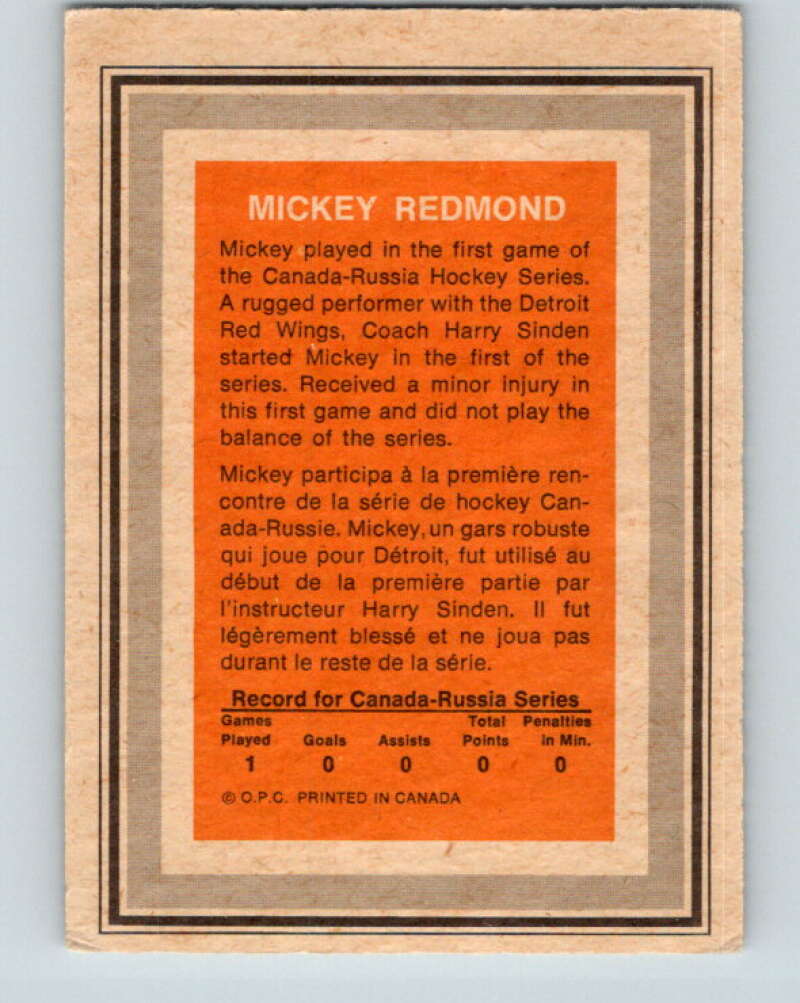 MICKEY REDMOND
Mickey played in the first game of
the Canada-Russia Hockey Series.
A rugged performer with the Detroit
Red Wings, Coach Harry Sinden
started Mickey in the first of the
series. Received a minor injury in
this first game and did not play the
balance of the series.
Mickey participa à la première ren-
contre de la série de hockey Can-
ada-Russie. Mickey, un gars robuste
qui joue pour Détroit, fut utilisé au
début de la première partie par
l'instructeur Harry Sinden. Il fut
légèrement blessé et ne joua pas
durant le reste de la série.
Record for Canada-Russia Series
Games Total Penalties
Played Goals Assists Points in Min.
1 0 0 0 0
© O.P.C. PRINTED IN CANADA